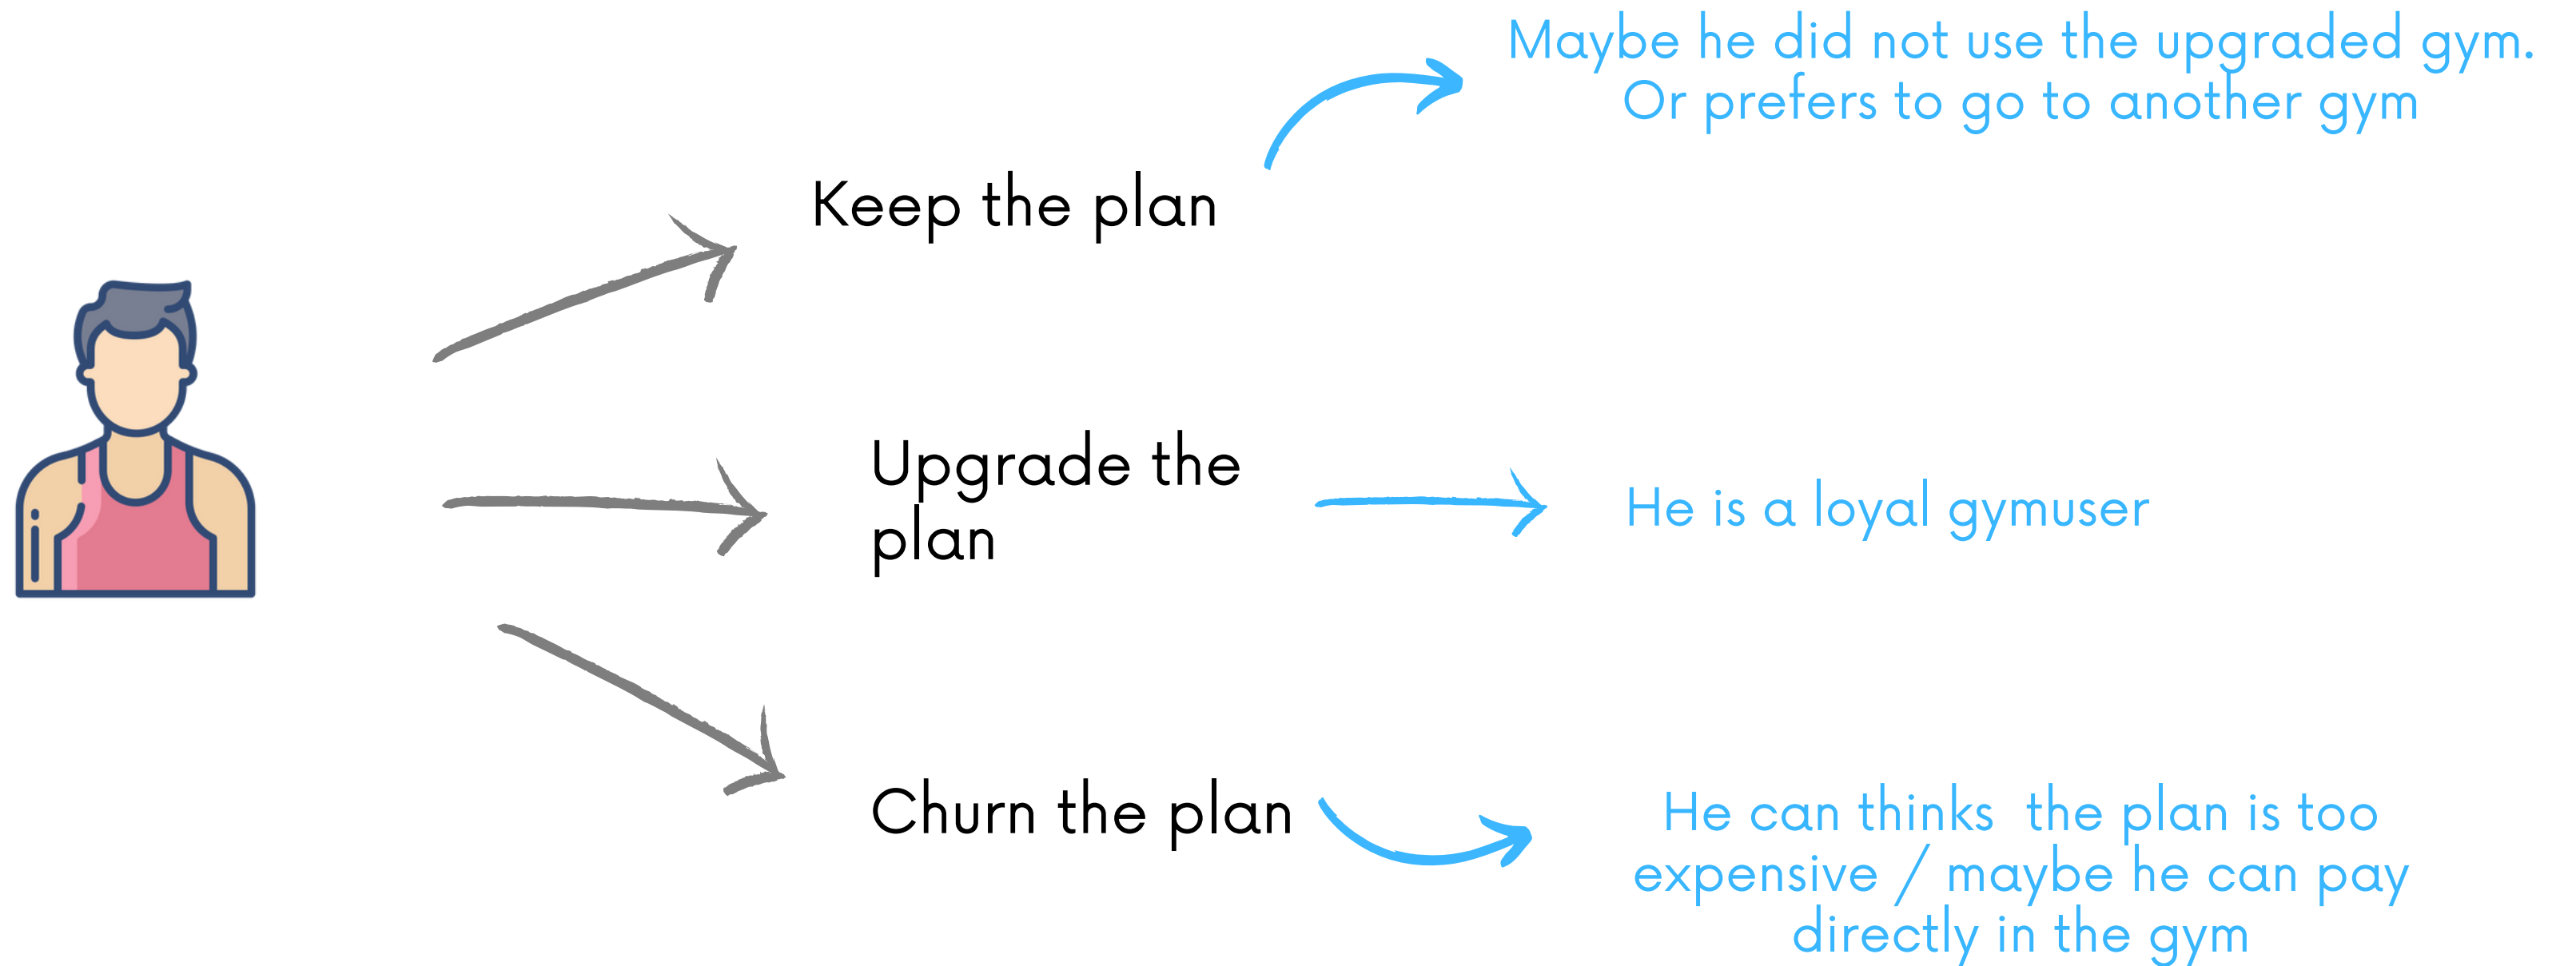 Maybe he did not use the upgraded gym.
Or prefers to go to another gym
Keep the plan
Upgrade the
plan
He is a loyal gymuser
Churn the plan
He can thinks  the plan is too
expensive / maybe he can pay
directly in the gym